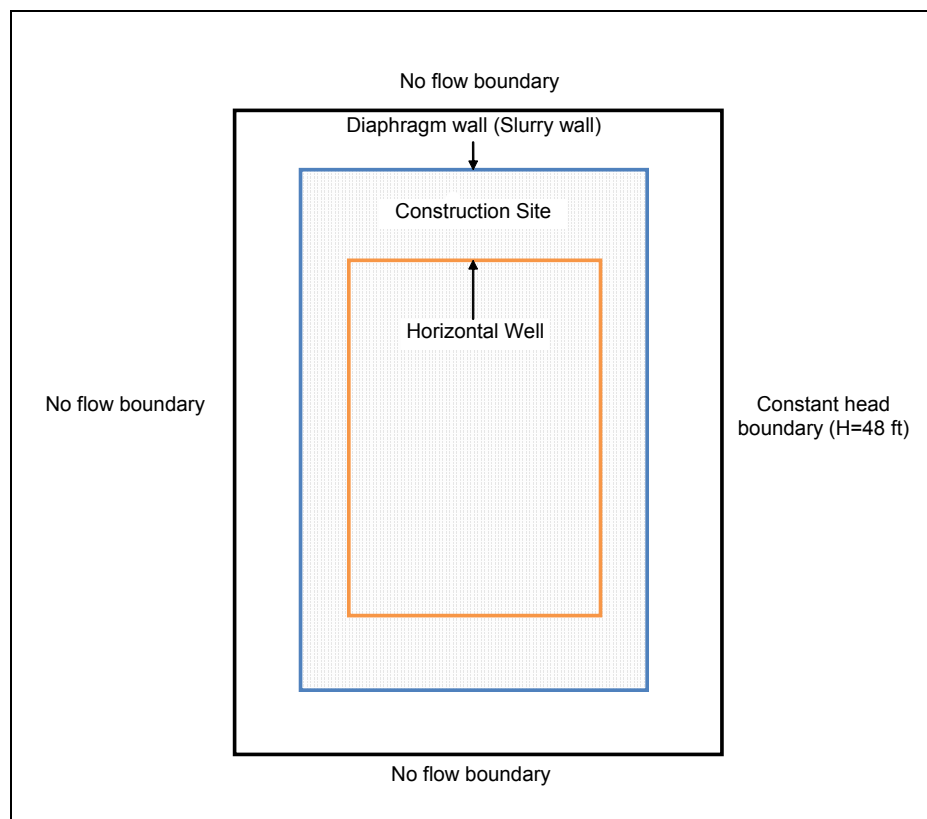 No flow boundary
Diaphragm wall (Slurry wall)
Construction Site
Horizontal Well
No flow boundary
Constant head
boundary (H=48 ft)
No flow boundary